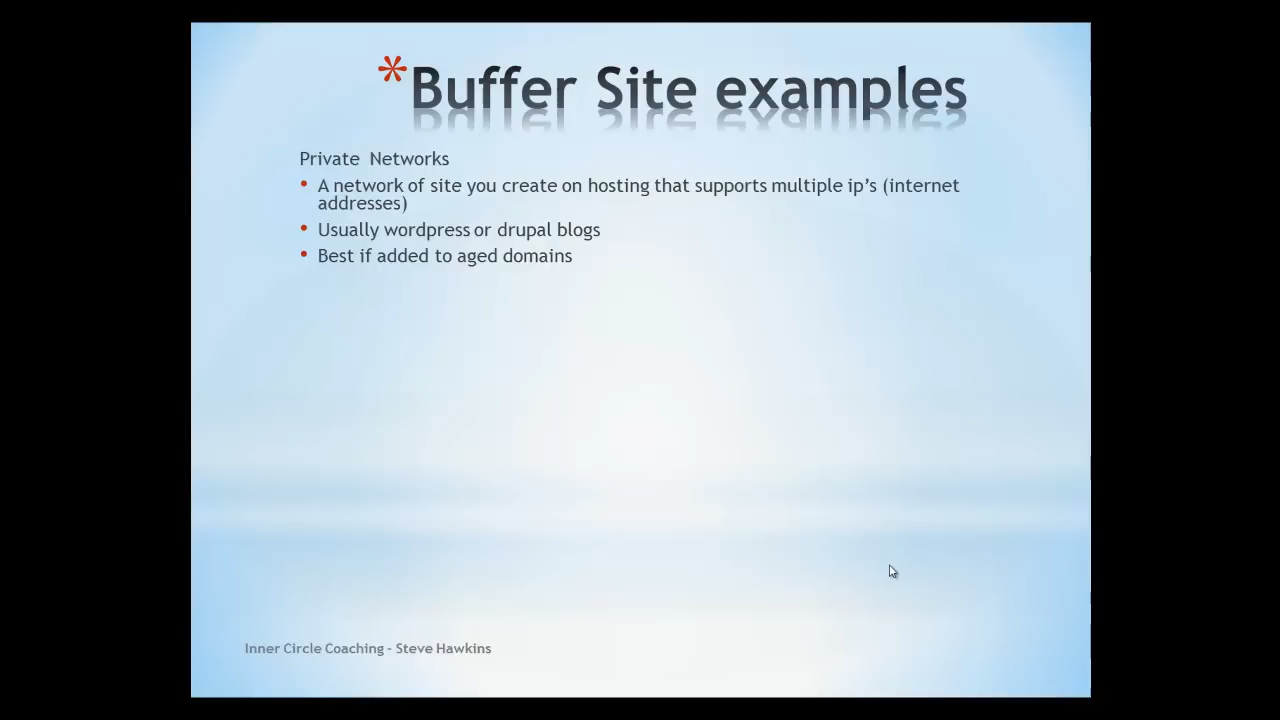 *Buffer Site examples
Private Networks
• A network of site you create on hosting that supports multiple ip's (internet
addresses)
• Usually wordpress or drupal blogs
• Best if added to aged domains
Inner Circle Coaching - Steve Hawkins